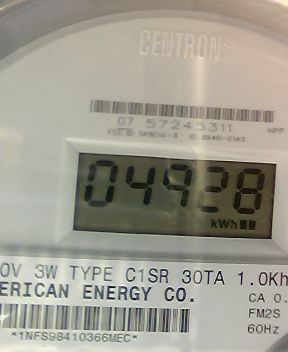 CENTRON®
07 57245311
HPP
04928
kWh
0V 3W TYPE C1SR 30TA 1.0Kh
ERICAN ENERGY CO.
CA 0.
FM2S
60Hz
*1NFS98410366MEC*